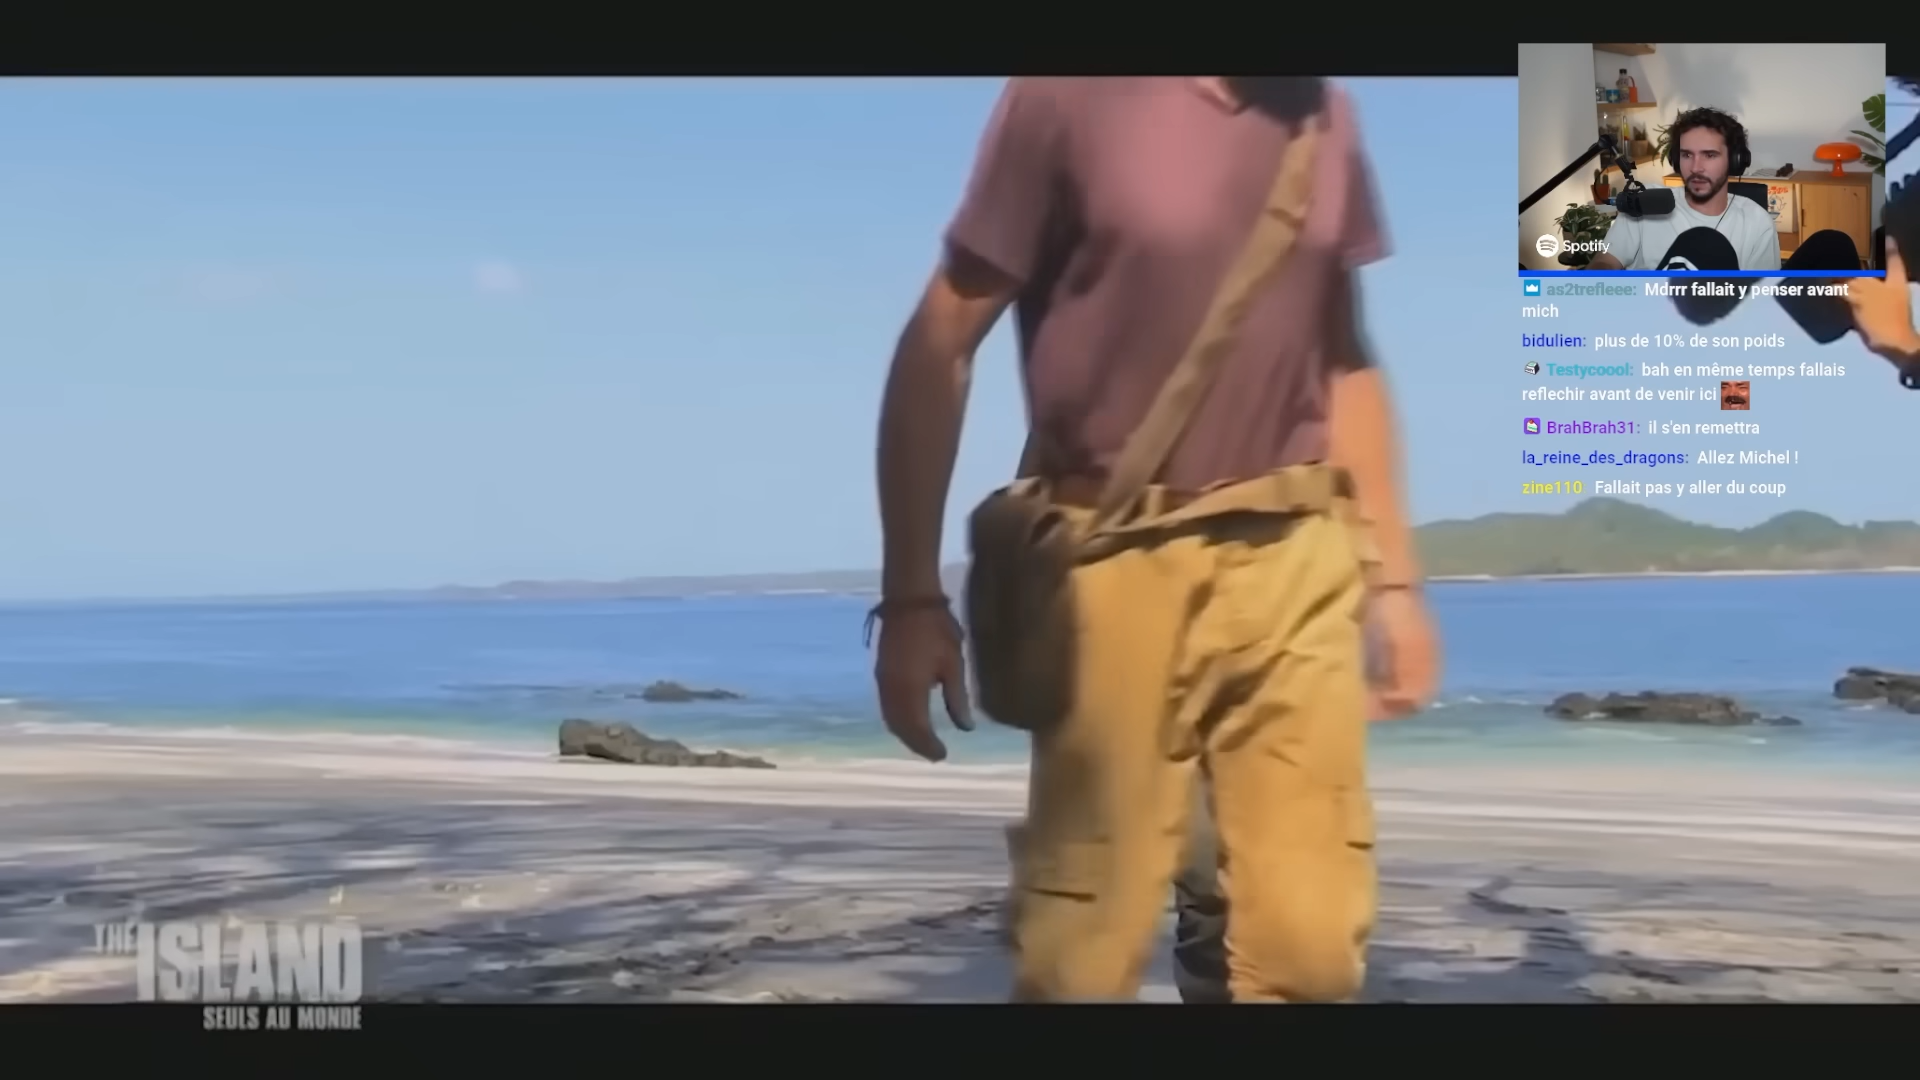 Spotify
as2trefleee: Mdrrr fallait y penser avant
mich
bidulien: plus de 10% de son poids
Testycoool: bah en même temps fallais
reflechir avant de venir ici
BrahBrah31: il s'en remettra
la_reine_des_dragons: Allez Michel !
zine110 Fallait pas y aller du coup
THE ISLAND
SEULS AU MONDE